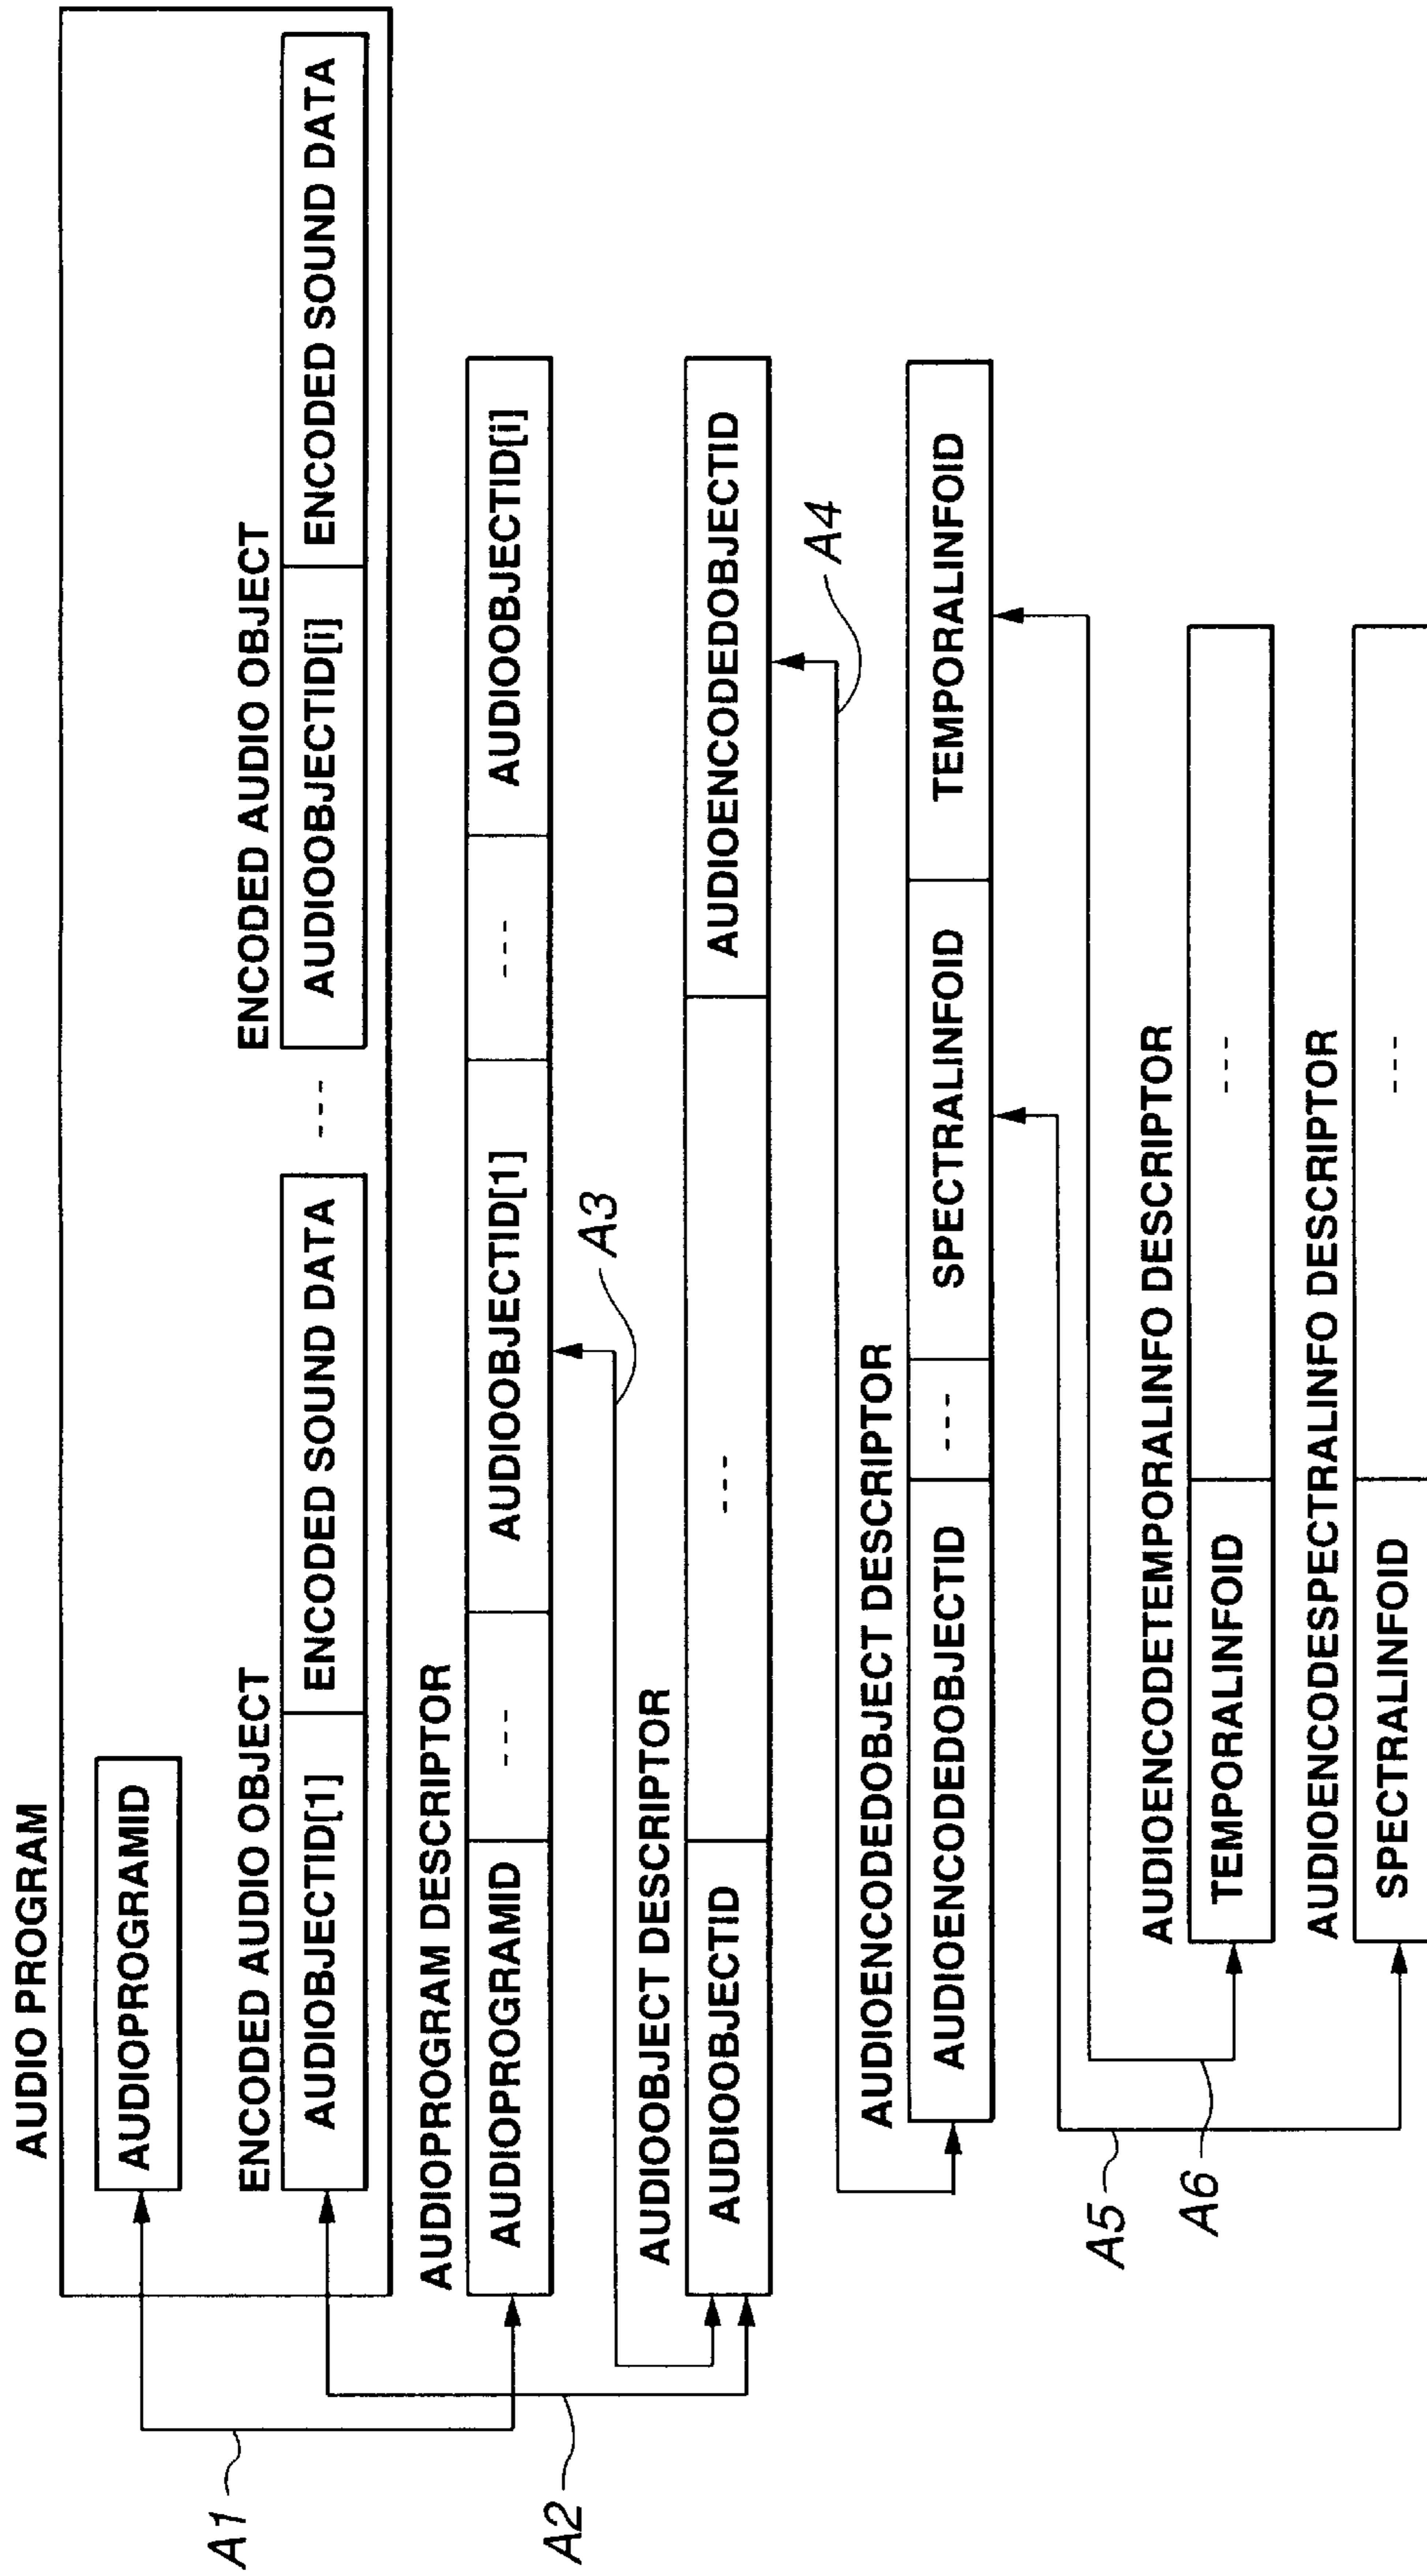 AUDIO PROGRAM
AUDIOPROGRAMID
ENCODED AUDIO OBJECT
AUDIOBJECTID[1] ENCODED SOUND DATA
---
ENCODED AUDIO OBJECT
AUDIOOBJECTID[i] ENCODED SOUND DATA
A1
AUDIOPROGRAM DESCRIPTOR
AUDIOPROGRAMID --- AUDIOOBJECTID[1] --- AUDIOOBJECTID[i]
A2
A3
AUDIOOBJECT DESCRIPTOR
AUDIOOBJECTID --- AUDIOENCODEDOBJECTID
A4
AUDIOENCODEDOBJECT DESCRIPTOR
AUDIOENCODEDOBJECTID --- SPECTRALINFOID TEMPORALINFOID
A5
A6
AUDIOENCODETEMPORALINFO DESCRIPTOR
TEMPORALINFOID ---
AUDIOENCODESPECTRALINFO DESCRIPTOR
SPECTRALINFOID ---